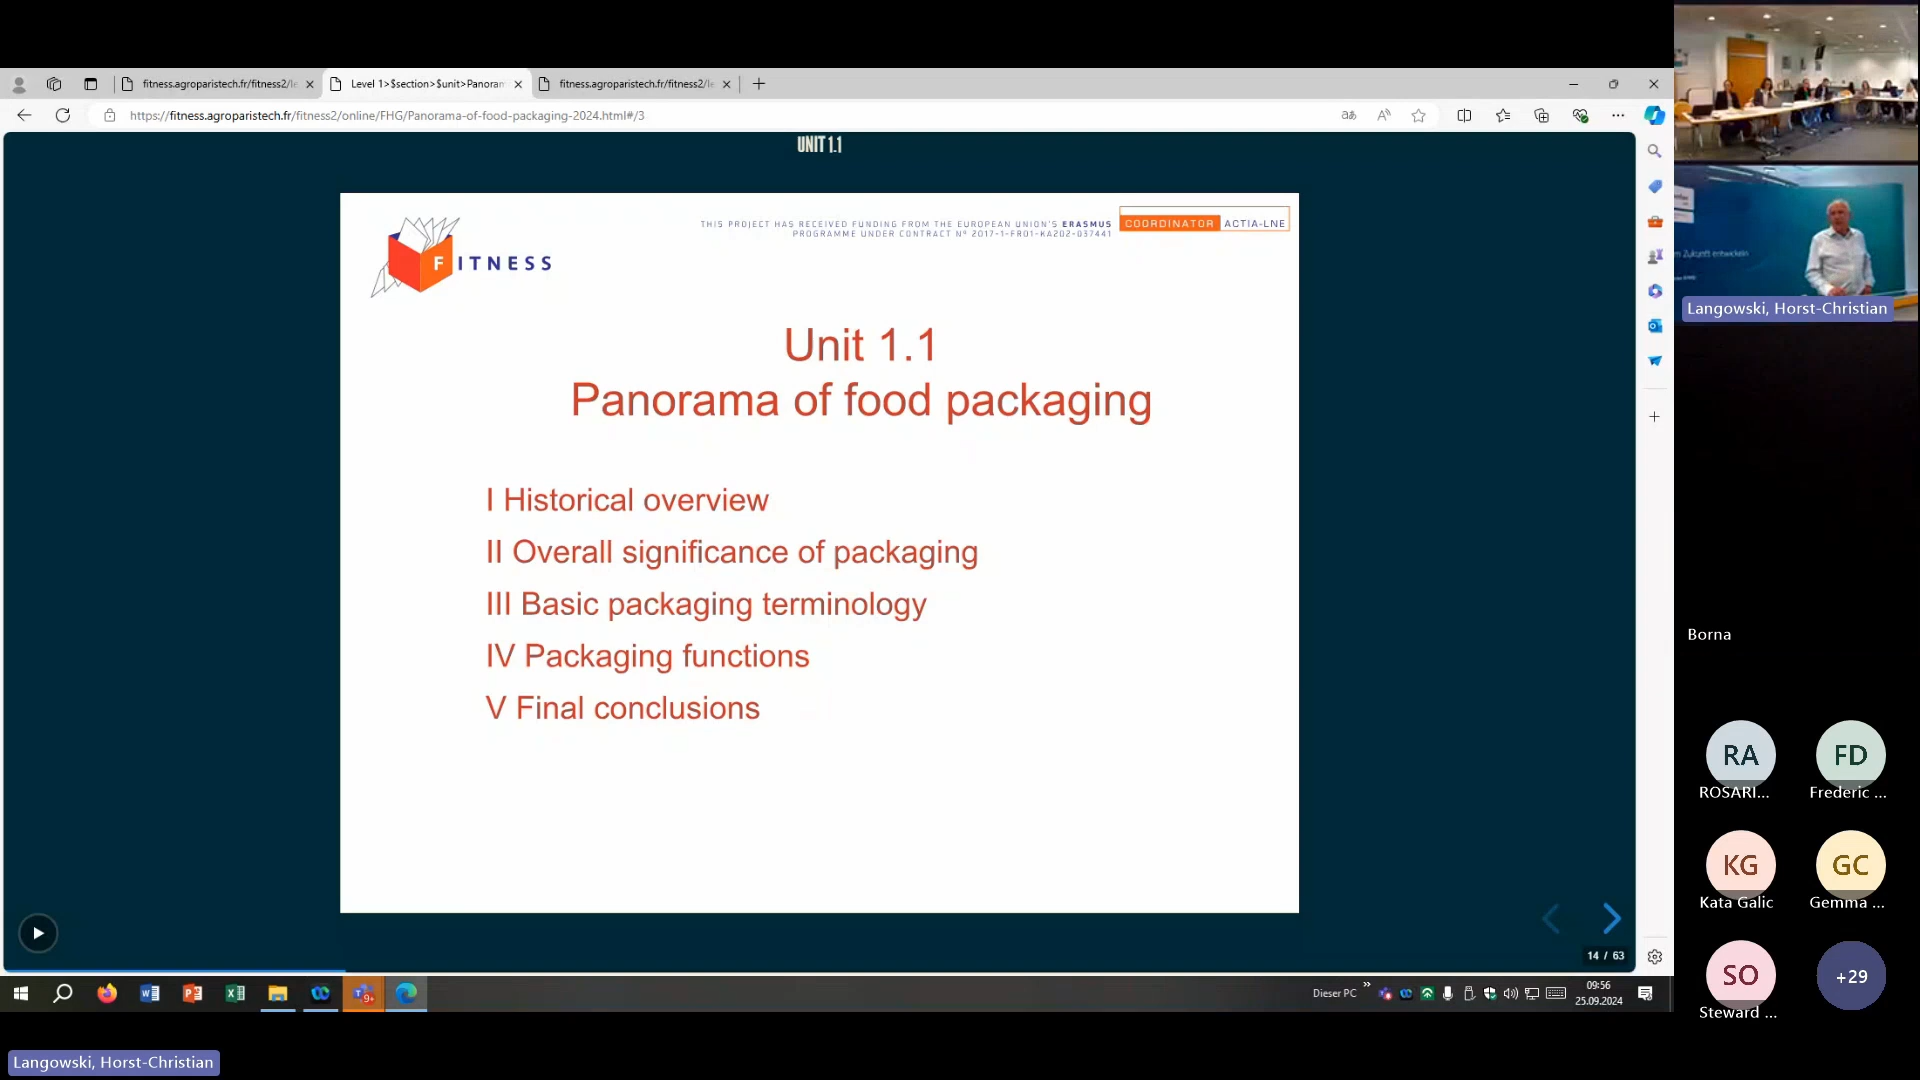 fitness.agroparistech.fr/fitness2/le
Level 1>$section>$unit>Panoram
fitness.agroparistech.fr/fitness2/le
https://fitness.agroparistech.fr/fitness2/online/FHG/Panorama-of-food-packaging-2024.html#/3
UNIT 1.1
THIS PROJECT HAS RECEIVED FUNDING FROM THE EUROPEAN UNION'S ERASMUS
PROGRAMME UNDER CONTRACT N° 2017-1-FR01-KA202-037441
COORDINATOR ACTIA-LNE
FITNESS
Unit 1.1
Panorama of food packaging
I Historical overview
II Overall significance of packaging
III Basic packaging terminology
IV Packaging functions
V Final conclusions
14 / 63
Dieser PC
09:56
25.09.2024
Langowski, Horst-Christian
Zukunft entwickeln
Langowski, Horst-Christian
Borna
RA
ROSARI...
FD
Frederic ...
KG
Kata Galic
GC
Gemma ...
SO
Steward ...
+29